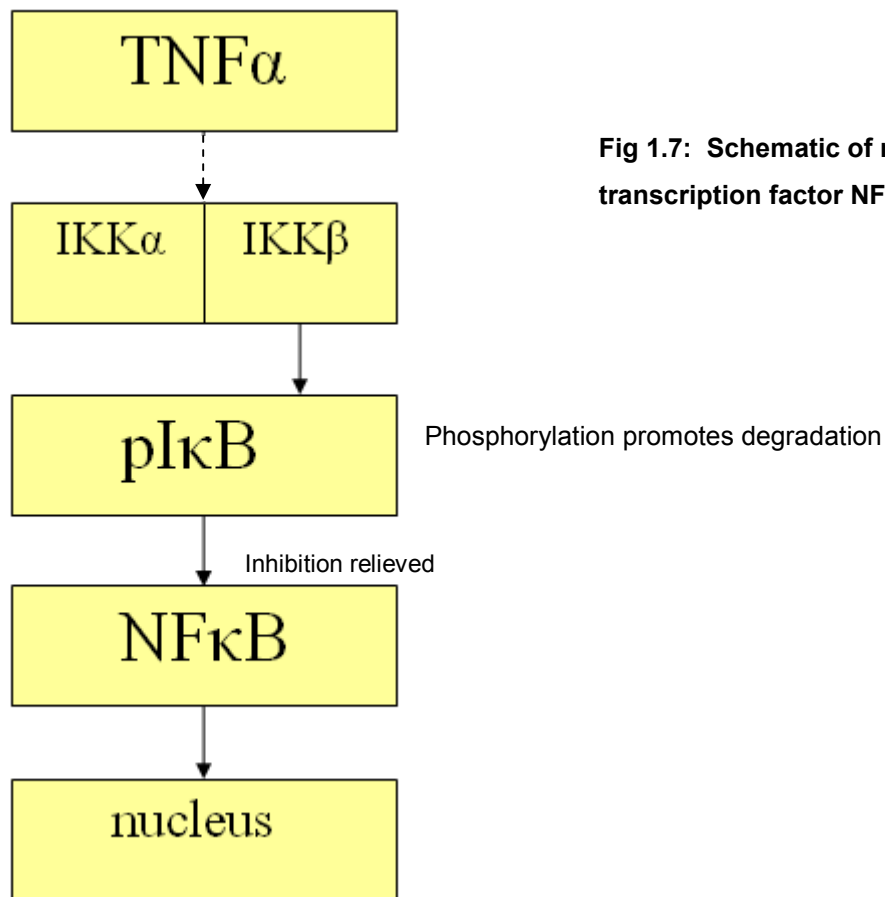 TNFα
Fig 1.7: Schematic of
transcription factor NF
IKKα IKKβ
pIκB
Phosphorylation promotes degradation
Inhibition relieved
NFκB
nucleus